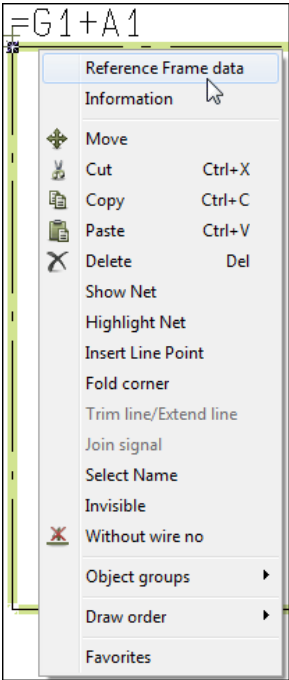 =G1+A1
Reference Frame data
Information
Move
Cut Ctrl+X
Copy Ctrl+C
Paste Ctrl+V
Delete Del
Show Net
Highlight Net
Insert Line Point
Fold corner
Trim line/Extend line
Join signal
Select Name
Invisible
Without wire no
Object groups
Draw order
Favorites